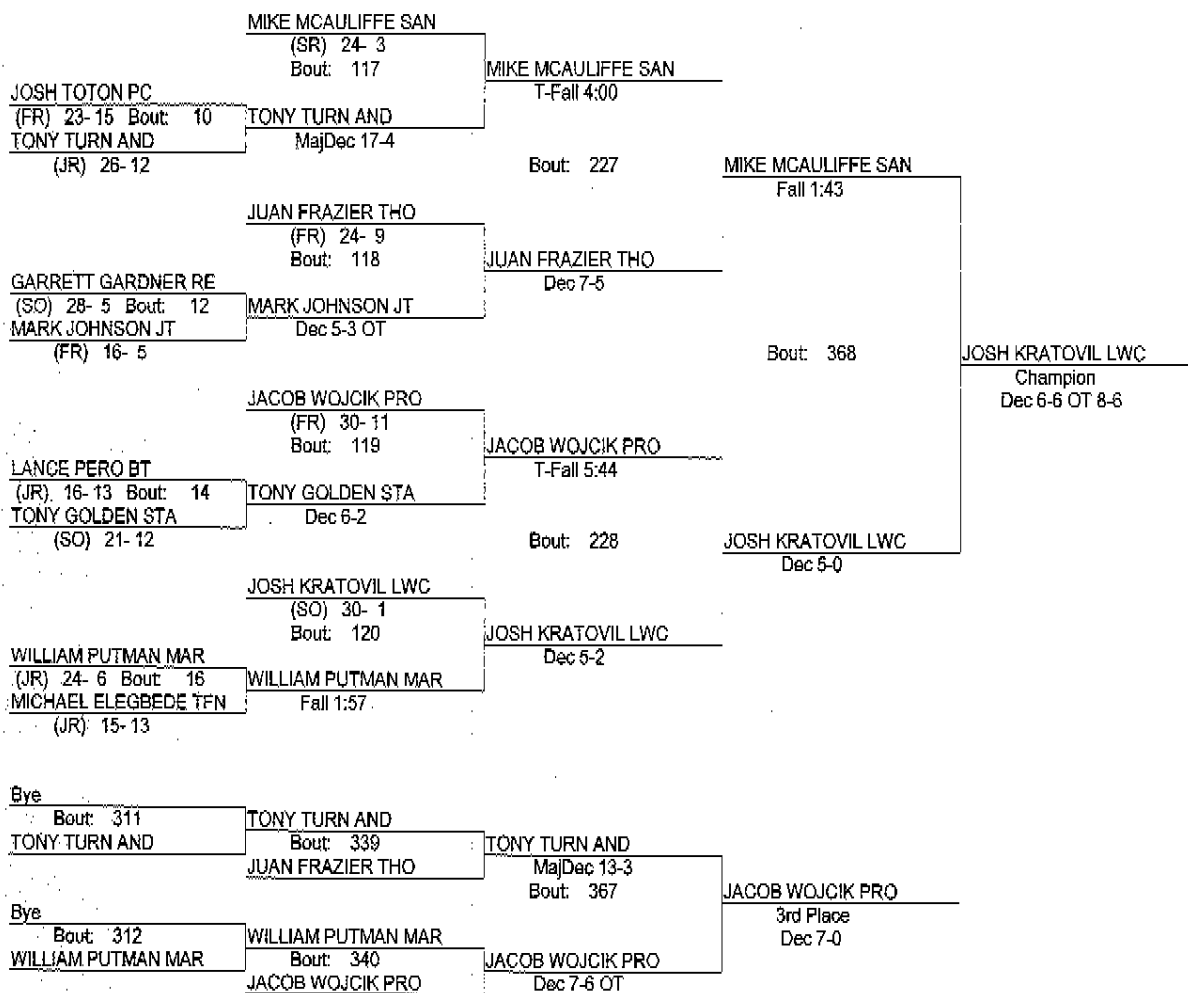 MIKE MCAULIFFE SAN
(SR) 24- 3
Bout: 117
MIKE MCAULIFFE SAN
T-Fall 4:00
JOSH TOTON PC
(FR) 23- 15 Bout: 10
TONY TURN AND
(JR) 26- 12
TONY TURN AND
MajDec 17-4
Bout: 227
MIKE MCAULIFFE SAN
Fall 1:43
JUAN FRAZIER THO
(FR) 24- 9
Bout: 118
JUAN FRAZIER THO
Dec 7-5
GARRETT GARDNER RE
(SO) 28- 5 Bout: 12
MARK JOHNSON JT
(FR) 16- 5
MARK JOHNSON JT
Dec 5-3 OT
Bout: 368
JOSH KRATOVIL LWC
Champion
Dec 6-6 OT 8-6
JACOB WOJCIK PRO
(FR) 30- 11
Bout: 119
JACOB WOJCIK PRO
T-Fall 5:44
LANCE PERO BT
(JR) 16- 13 Bout: 14
TONY GOLDEN STA
(SO) 21- 12
TONY GOLDEN STA
Dec 6-2
Bout: 228
JOSH KRATOVIL LWC
Dec 5-0
JOSH KRATOVIL LWC
(SO) 30- 1
Bout: 120
JOSH KRATOVIL LWC
Dec 5-2
WILLIAM PUTMAN MAR
(JR) 24- 6 Bout: 16
MICHAEL ELEGBEDE TFN
(JR) 15- 13
WILLIAM PUTMAN MAR
Fall 1:57
Bye
Bout: 311
TONY TURN AND
TONY TURN AND
Bout: 339
JUAN FRAZIER THO
TONY TURN AND
MajDec 13-3
Bout: 367
JACOB WOJCIK PRO
3rd Place
Dec 7-0
Bye
Bout: 312
WILLIAM PUTMAN MAR
WILLIAM PUTMAN MAR
Bout: 340
JACOB WOJCIK PRO
JACOB WOJCIK PRO
Dec 7-6 OT